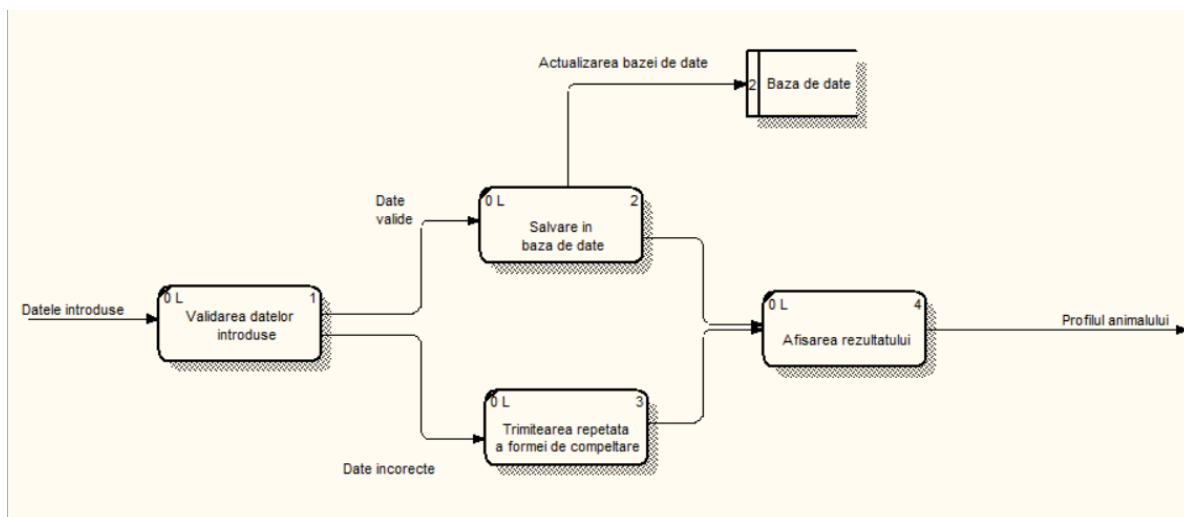 Actualizarea bazei de date
2
Baza de date
Date
valide
0 L
2
Salvare in
baza de date
Datele introduse
0 L
1
Validarea datelor
introduse
0 L
4
Afisarea rezultatului
Profilul animalului
0 L
3
Trimitearea repetata
a formei de compeltare
Date incorecte